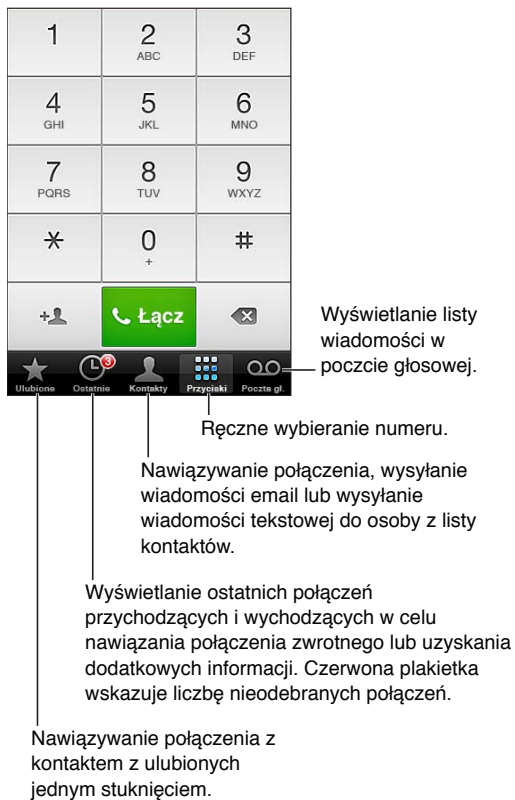 1 2 3
ABC DEF
4 5 6
GHI JKL MNO
7 8 9
PQRS TUV WXYZ
* 0 #
+
+ Łącz
3
Ulubione Ostatnie Kontakty Przyciski Poczta gł.
Wyświetlanie listy
wiadomości w
poczcie głosowej.
Ręczne wybieranie numeru.
Nawiązywanie połączenia, wysyłanie
wiadomości email lub wysyłanie
wiadomości tekstowej do osoby z listy
kontaktów.
Wyświetlanie ostatnich połączeń
przychodzących i wychodzących w celu
nawiązania połączenia zwrotnego lub uzyskania
dodatkowych informacji. Czerwona plakietka
wskazuje liczbę nieodebranych połączeń.
Nawiązywanie połączenia z
kontaktem z ulubionych
jednym stuknięciem.